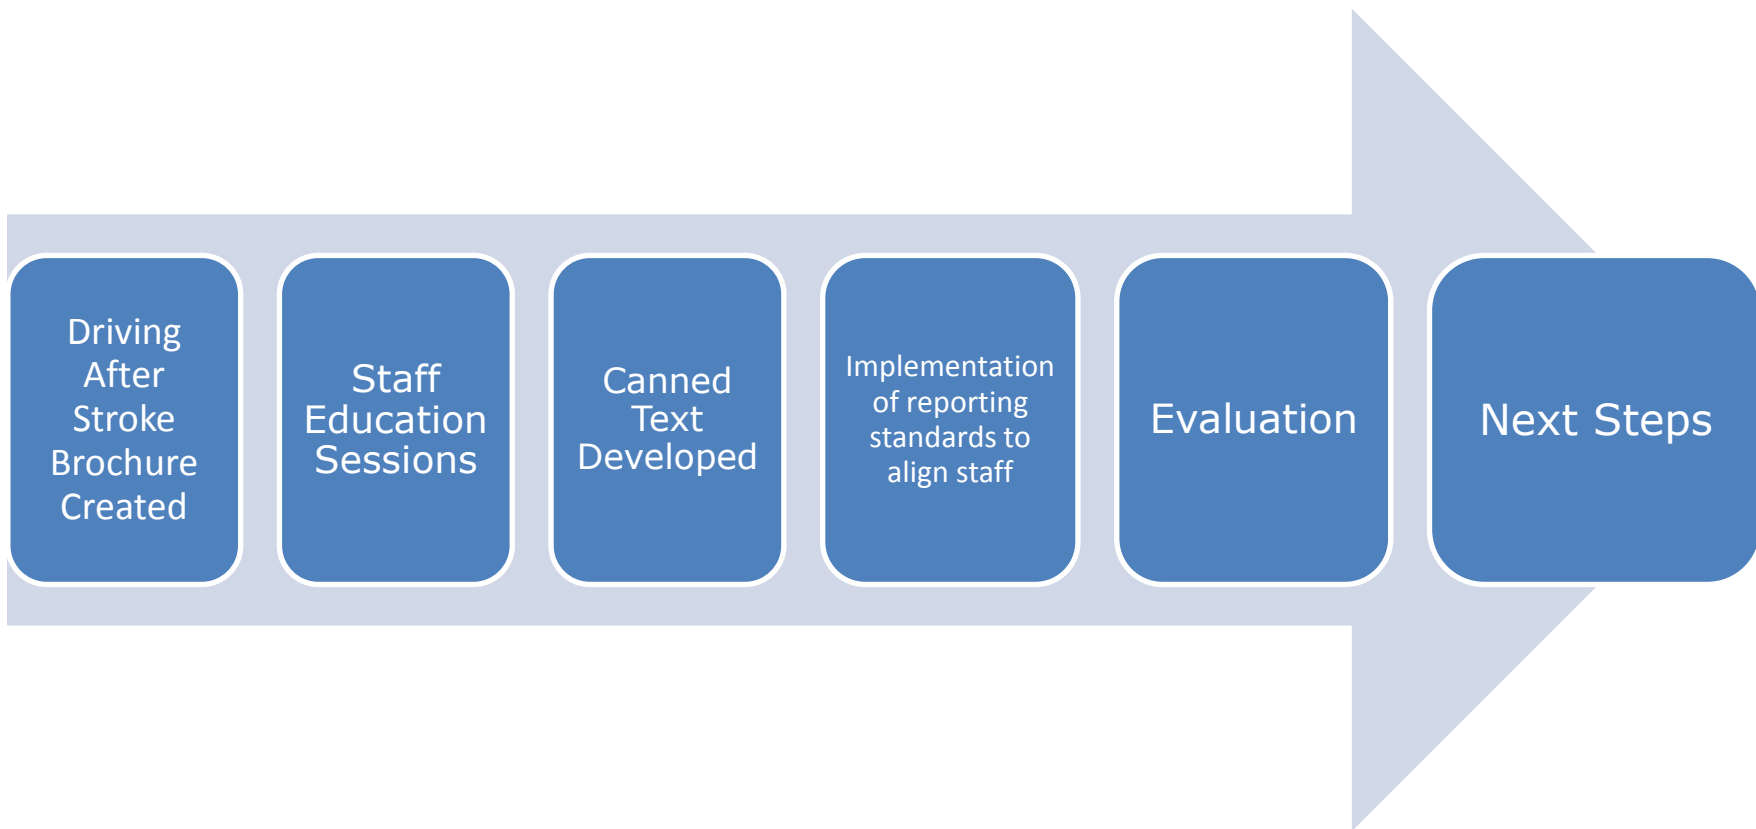 Driving
After
Stroke
Brochure
Created
Staff
Education
Sessions
Canned
Text
Developed
Implementation
of reporting
standards to
align staff
Evaluation
Next Steps